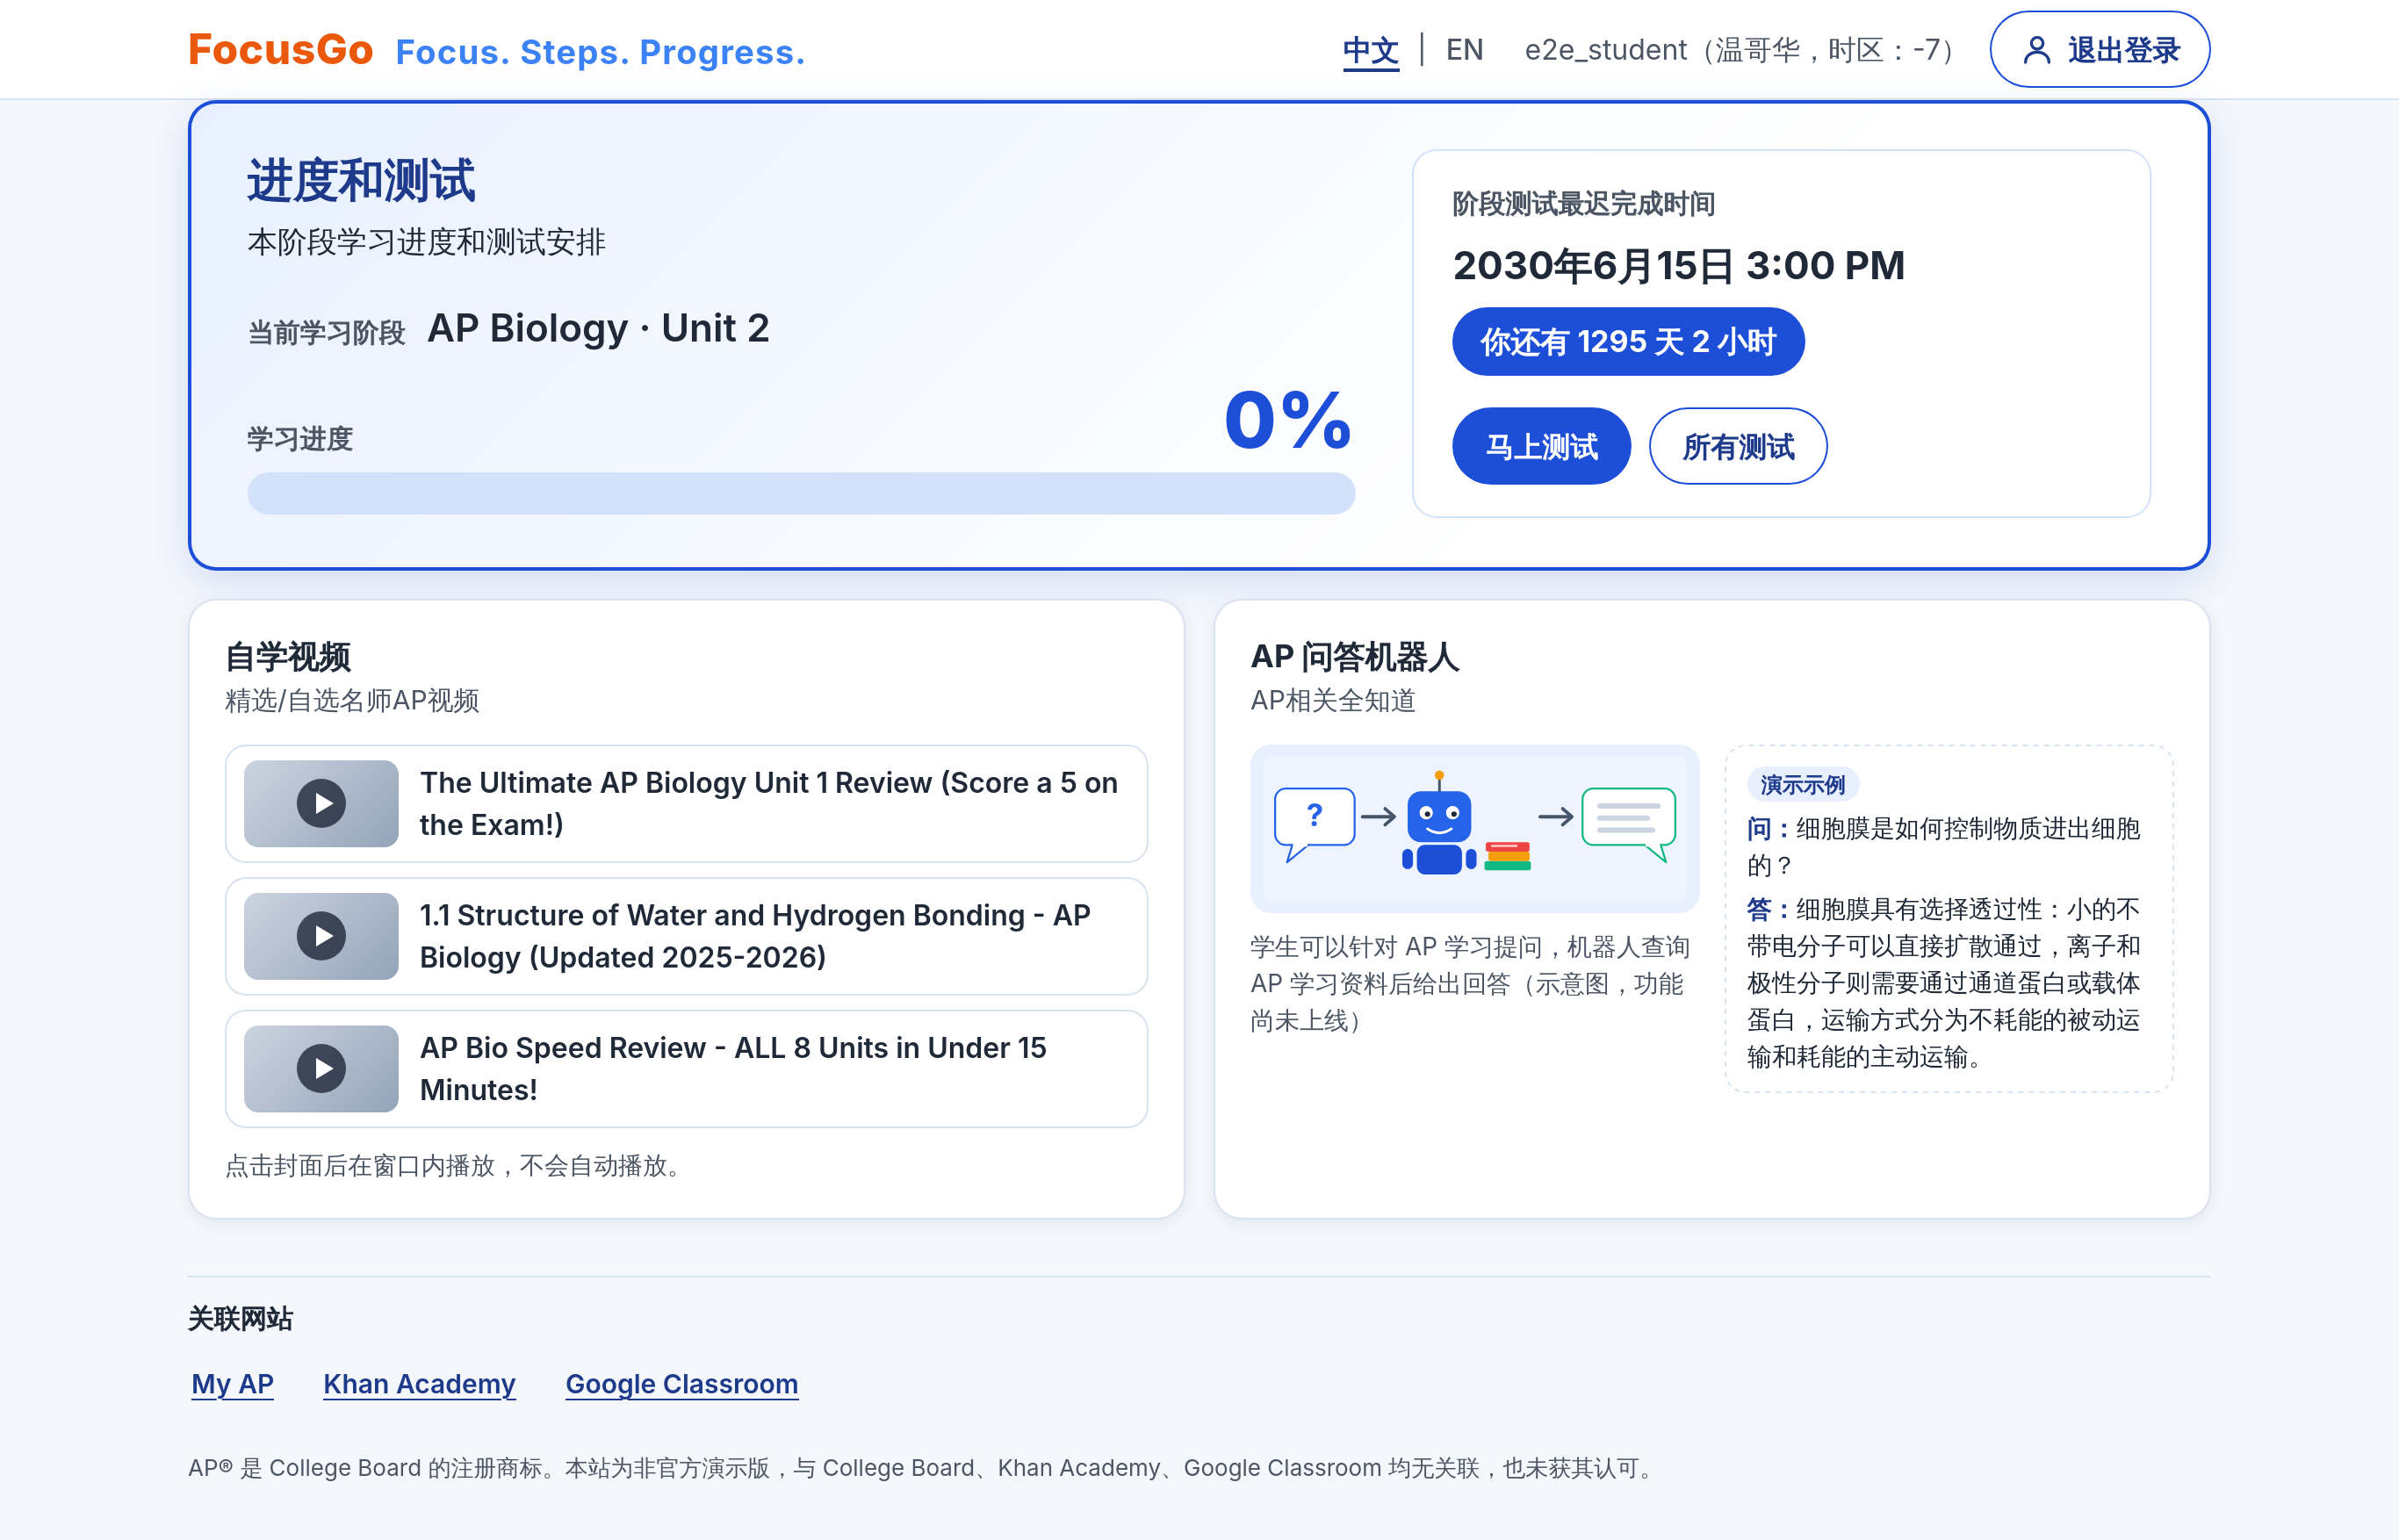 FocusGo Focus. Steps. Progress.
中文 | EN e2e_student（温哥华，时区：-7） 退出登录
进度和测试
本阶段学习进度和测试安排
当前学习阶段 AP Biology · Unit 2
学习进度 0%
阶段测试最迟完成时间
2030年6月15日 3:00 PM
你还有 1295 天 2 小时
马上测试 所有测试
自学视频
精选/自选名师AP视频
The Ultimate AP Biology Unit 1 Review (Score a 5 on
the Exam!)
1.1 Structure of Water and Hydrogen Bonding - AP
Biology (Updated 2025-2026)
AP Bio Speed Review - ALL 8 Units in Under 15
Minutes!
点击封面后在窗口内播放，不会自动播放。
AP 问答机器人
AP相关全知道
?
学生可以针对 AP 学习提问，机器人查询
AP 学习资料后给出回答（示意图，功能
尚未上线）
演示示例
问：细胞膜是如何控制物质进出细胞
的？
答：细胞膜具有选择透过性：小的不
带电分子可以直接扩散通过，离子和
极性分子则需要通过通道蛋白或载体
蛋白，运输方式分为不耗能的被动运
输和耗能的主动运输。
关联网站
My AP Khan Academy Google Classroom
AP® 是 College Board 的注册商标。本站为非官方演示版，与 College Board、Khan Academy、Google Classroom 均无关联，也未获其认可。